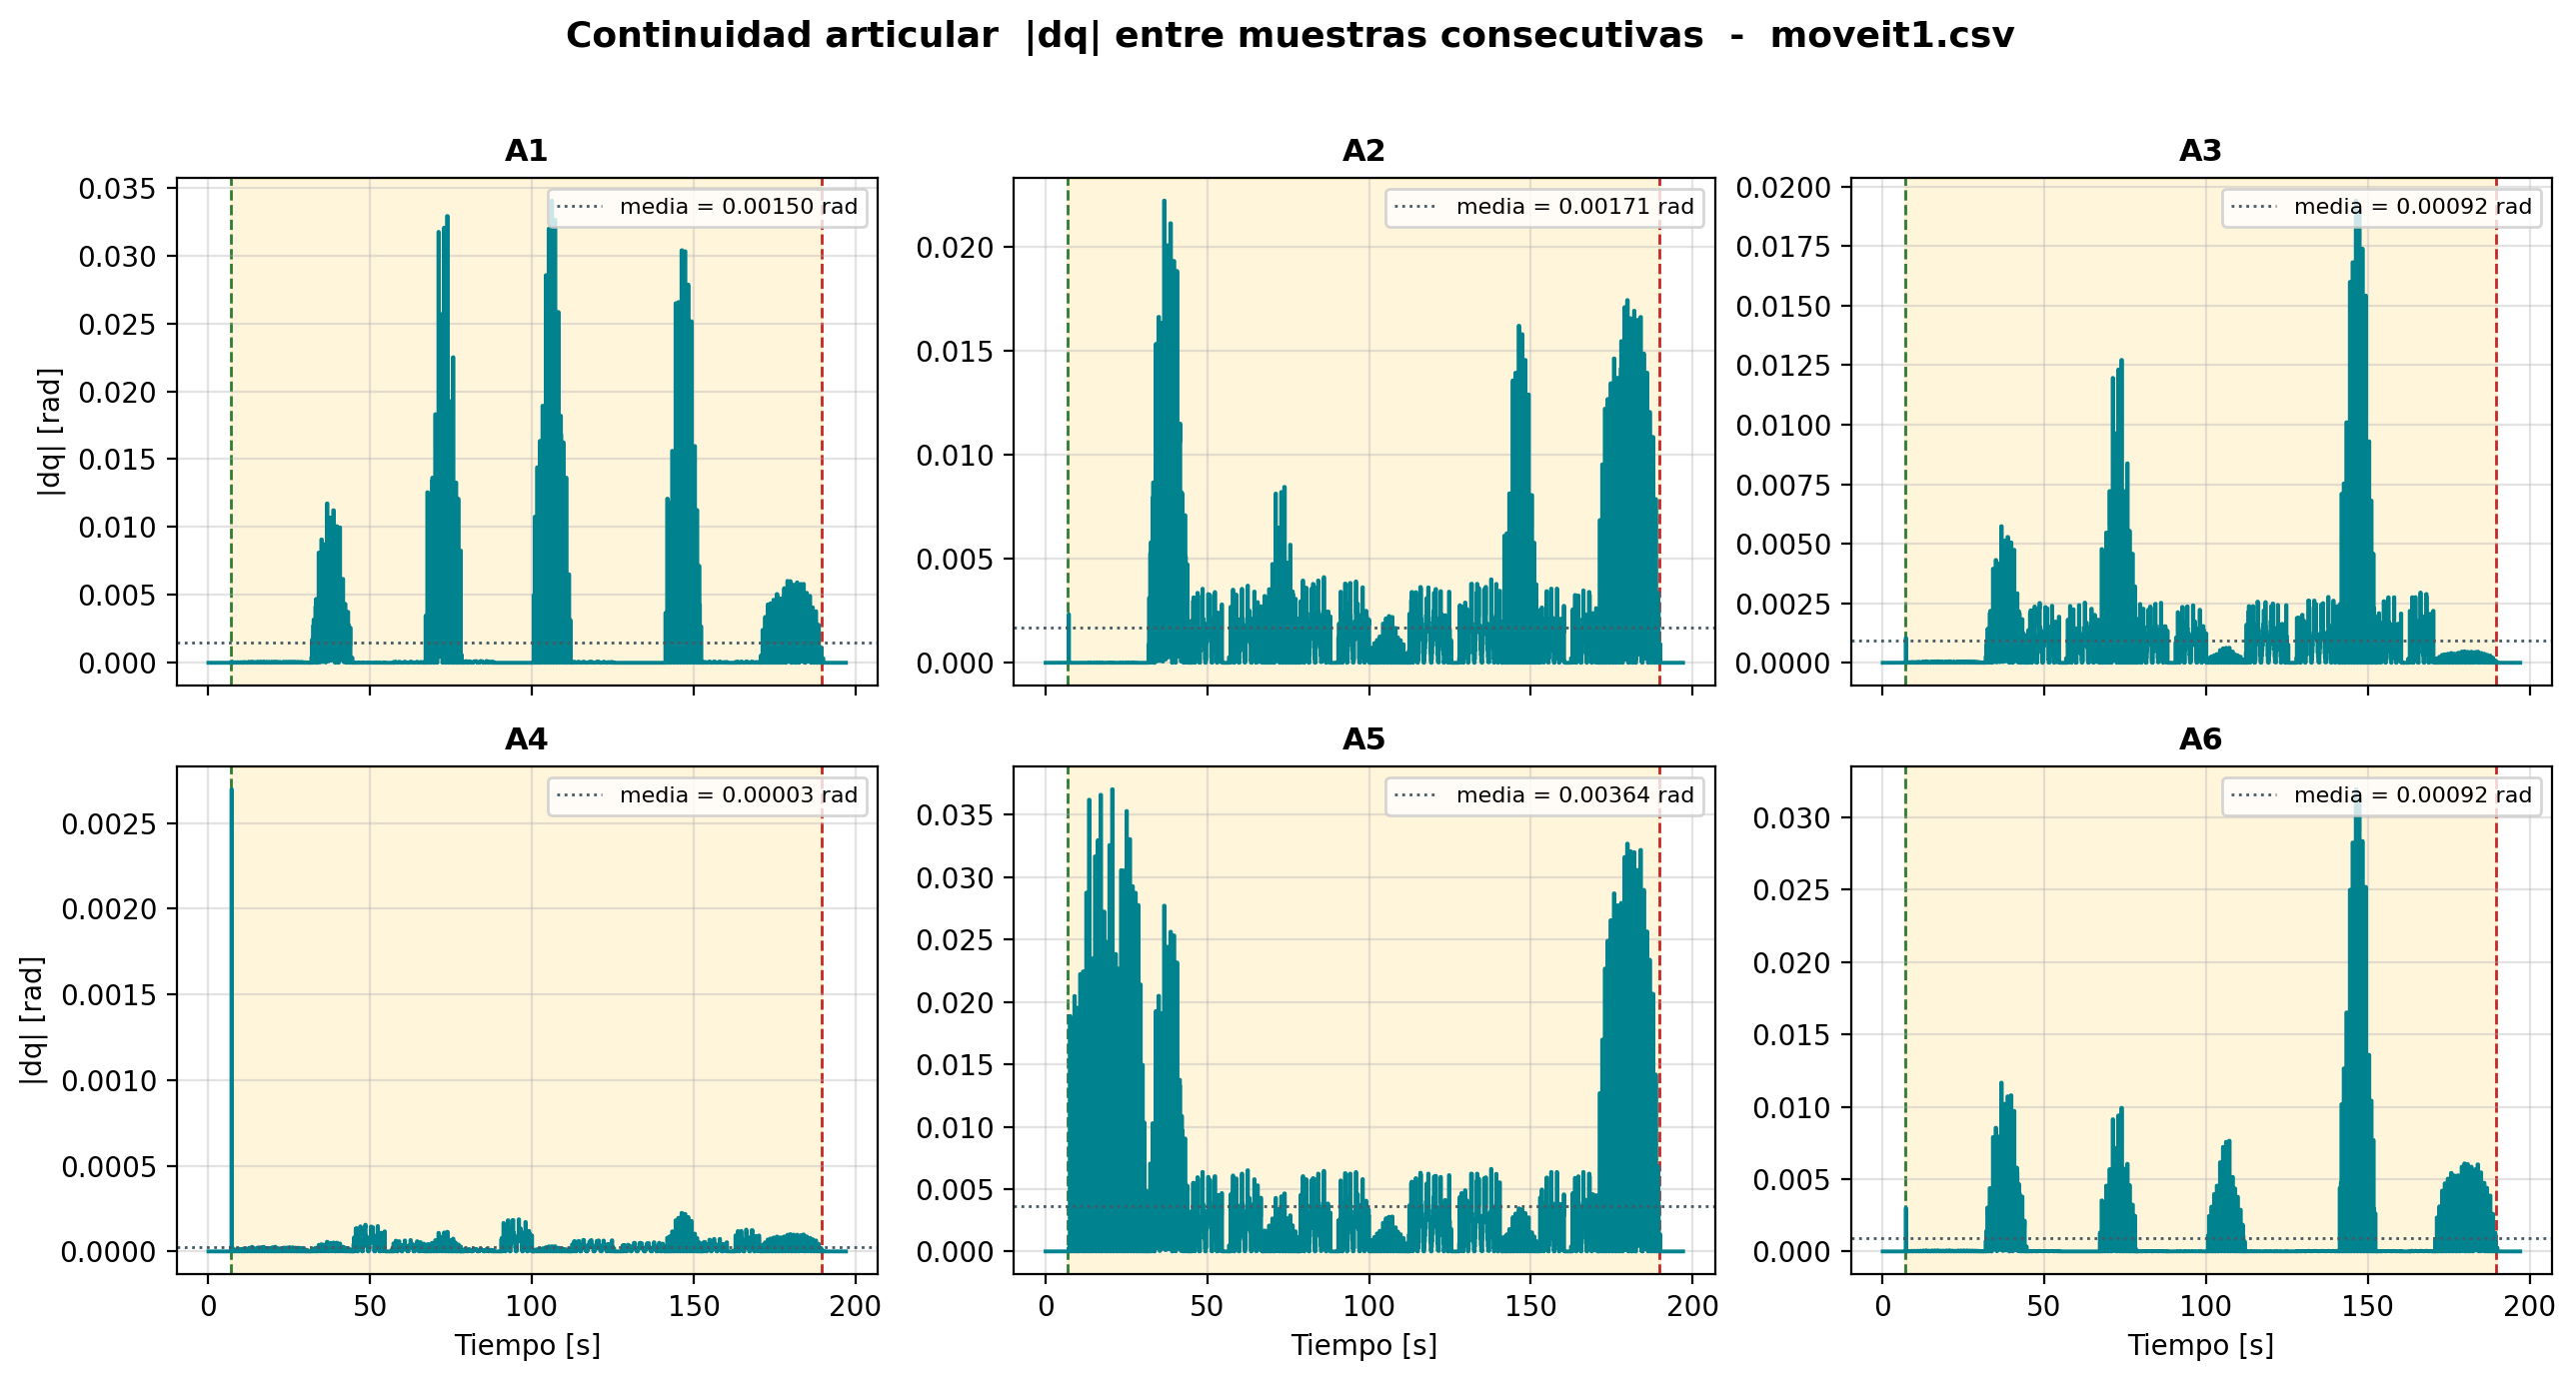 Continuidad articular |dq| entre muestras consecutivas - moveit1.csv
A1
A2
A3
|dq| [rad]
0.035
0.030
0.025
0.020
0.015
0.010
0.005
0.000
media = 0.00150 rad
0.020
0.015
0.010
0.005
0.000
media = 0.00171 rad
0.0200
0.0175
0.0150
0.0125
0.0100
0.0075
0.0050
0.0025
0.0000
media = 0.00092 rad
A4
A5
A6
|dq| [rad]
0.0025
0.0020
0.0015
0.0010
0.0005
0.0000
media = 0.00003 rad
0.035
0.030
0.025
0.020
0.015
0.010
0.005
0.000
media = 0.00364 rad
0.030
0.025
0.020
0.015
0.010
0.005
0.000
media = 0.00092 rad
0 50 100 150 200
0 50 100 150 200
0 50 100 150 200
Tiempo [s]
Tiempo [s]
Tiempo [s]